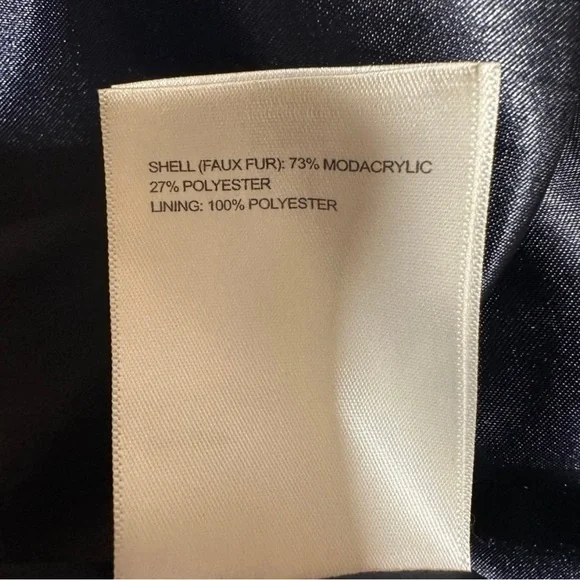 SHELL (FAUX FUR): 73% MODACRYLIC
27% POLYESTER
LINING: 100% POLYESTER